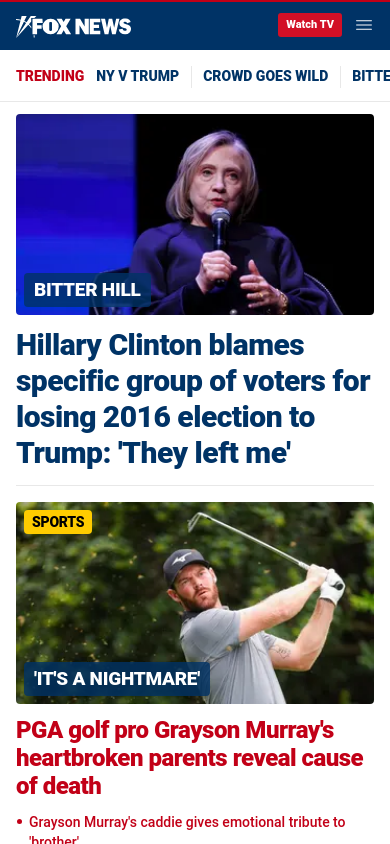 FOX NEWS
Watch TV
TRENDING NY V TRUMP CROWD GOES WILD BITTE
BITTER HILL
Hillary Clinton blames
specific group of voters for
losing 2016 election to
Trump: 'They left me'
SPORTS
'IT'S A NIGHTMARE'
PGA golf pro Grayson Murray's
heartbroken parents reveal cause
of death
• Grayson Murray's caddie gives emotional tribute to
'brother'